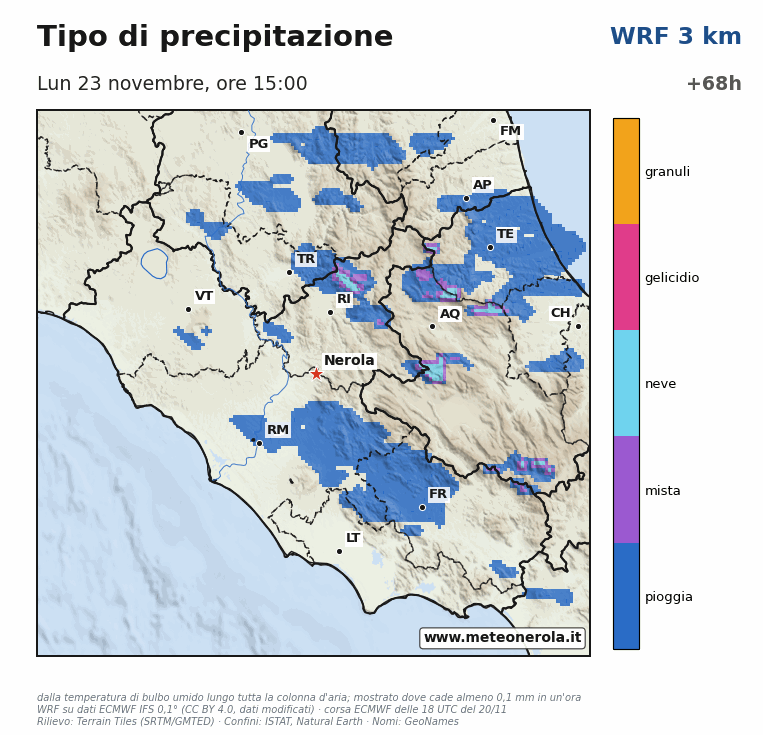 Tipo di precipitazione
WRF 3 km
Lun 23 novembre, ore 15:00
+68h
FM
PG
AP
TE
TR
VT
RI
AQ
CH
Nerola
RM
FR
LT
www.meteonerola.it
granuli
gelicidio
neve
mista
pioggia
dalla temperatura di bulbo umido lungo tutta la colonna d'aria; mostrato dove cade almeno 0,1 mm in un'ora
WRF su dati ECMWF IFS 0,1° (CC BY 4.0, dati modificati) · corsa ECMWF delle 18 UTC del 20/11
Rilievo: Terrain Tiles (SRTM/GMTED) · Confini: ISTAT, Natural Earth · Nomi: GeoNames